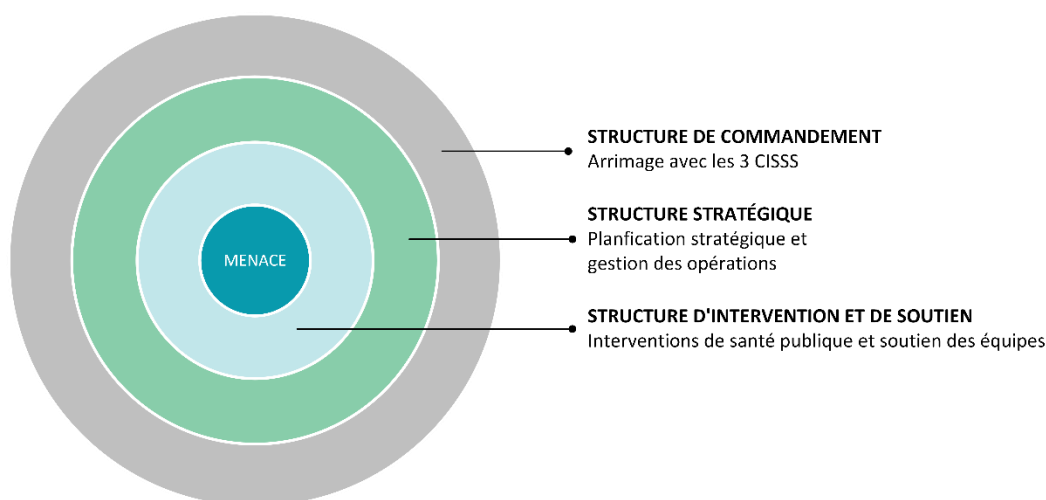 STRUCTURE DE COMMANDEMENT
Arrimage avec les 3 CISSS
STRUCTURE STRATÉGIQUE
Planfication stratégique et
gestion des opérations
MENACE
STRUCTURE D'INTERVENTION ET DE SOUTIEN
Interventions de santé publique et soutien des équipes